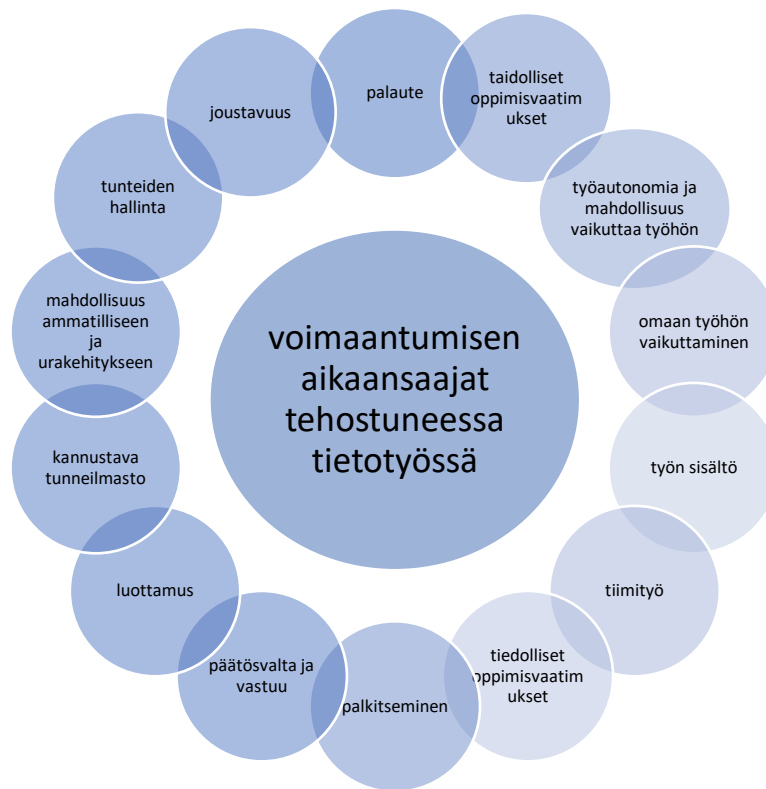 palaute
taidolliset
oppimisvaatim
ukset
työautonomia ja
mahdollisuus
vaikuttaa työhön
omaan työhön
vaikuttaminen
työn sisältö
tiimityö
tiedolliset
oppimisvaatim
ukset
palkitseminen
päätösvalta ja
vastuu
luottamus
kannustava
tunneilmasto
mahdollisuus
ammatilliseen
ja
urakehitykseen
tunteiden
hallinta
joustavuus
voimaantumisen
aikaansaajat
tehostuneessa
tietotyössä